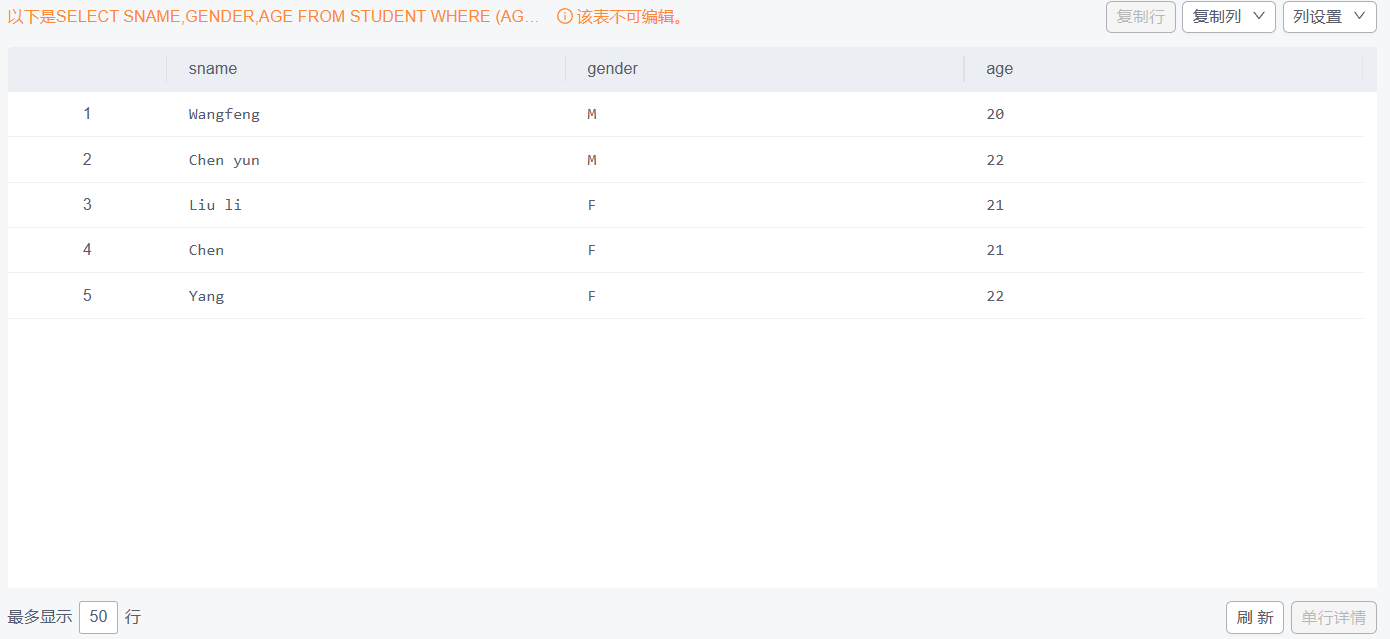 以下是SELECT SNAME,GENDER,AGE FROM STUDENT WHERE (AG... 该表不可编辑。 复制行 复制列 列设置
sname gender age
1 Wangfeng M 20
2 Chen yun M 22
3 Liu li F 21
4 Chen F 21
5 Yang F 22
最多显示 50 行 刷 新 单行详情